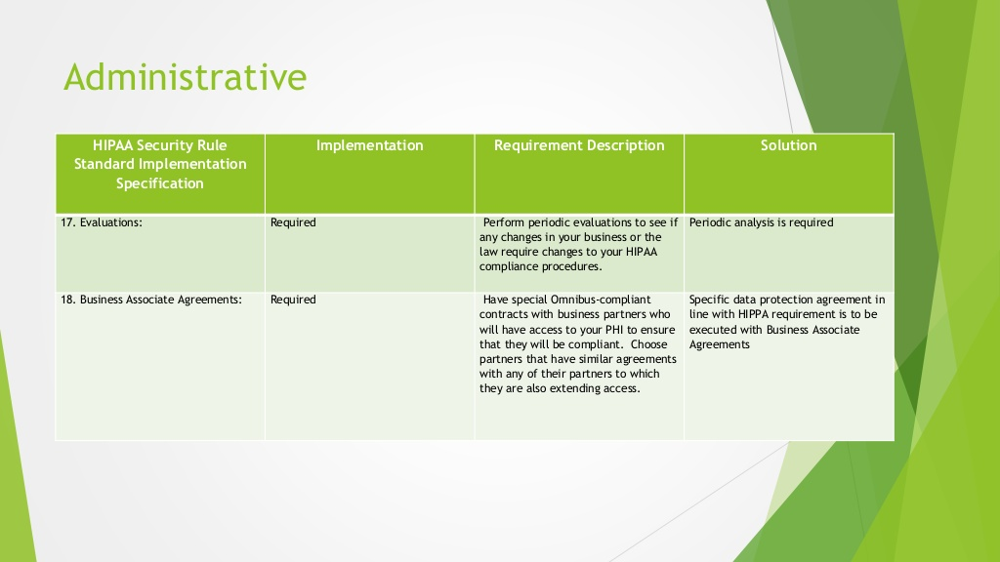 Administrative
HIPAA Security Rule
Standard Implementation
Specification
Implementation
Requirement Description
Solution
17. Evaluations:
Required
Perform periodic evaluations to see if
any changes in your business or the
law require changes to your HIPAA
compliance procedures.
Periodic analysis is required
18. Business Associate Agreements:
Required
Have special Omnibus-compliant
contracts with business partners who
will have access to your PHI to ensure
that they will be compliant.  Choose
partners that have similar agreements
with any of their partners to which
they are also extending access.
Specific data protection agreement in
line with HIPPA requirement is to be
executed with Business Associate
Agreements